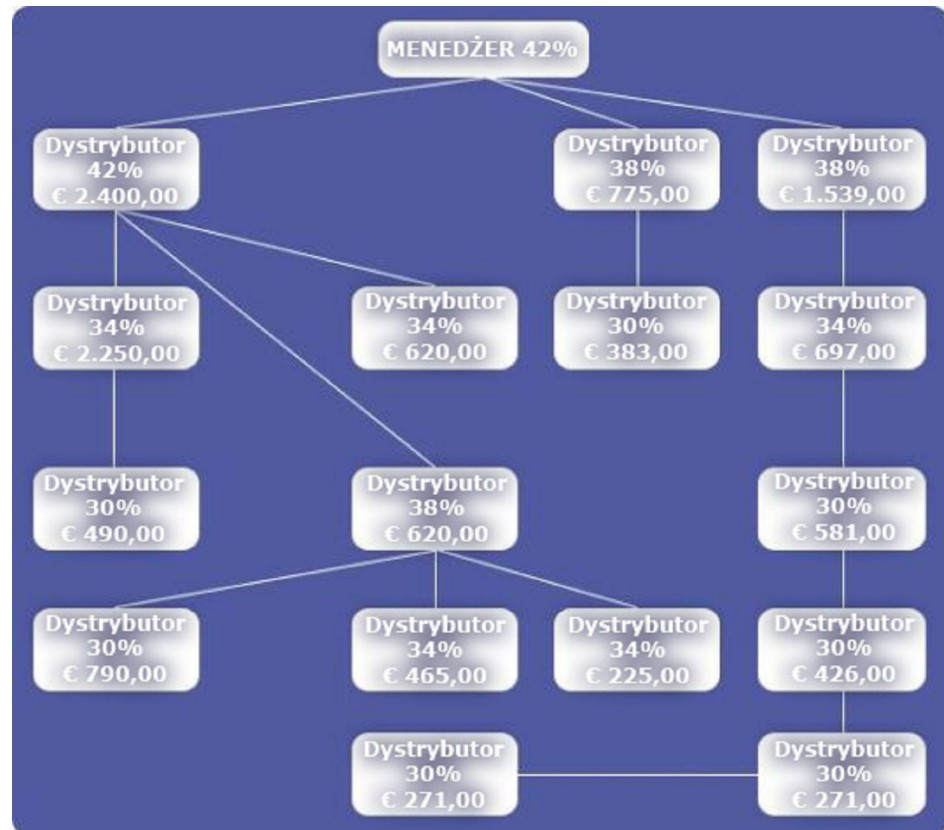 MENEDŻER 42%
Dystrybutor
42%
€ 2.400,00
Dystrybutor
38%
€ 775,00
Dystrybutor
38%
€ 1.539,00
Dystrybutor
34%
€ 2.250,00
Dystrybutor
34%
€ 620,00
Dystrybutor
30%
€ 383,00
Dystrybutor
34%
€ 697,00
Dystrybutor
30%
€ 490,00
Dystrybutor
38%
€ 620,00
Dystrybutor
30%
€ 581,00
Dystrybutor
30%
€ 790,00
Dystrybutor
34%
€ 465,00
Dystrybutor
34%
€ 225,00
Dystrybutor
30%
€ 426,00
Dystrybutor
30%
€ 271,00
Dystrybutor
30%
€ 271,00